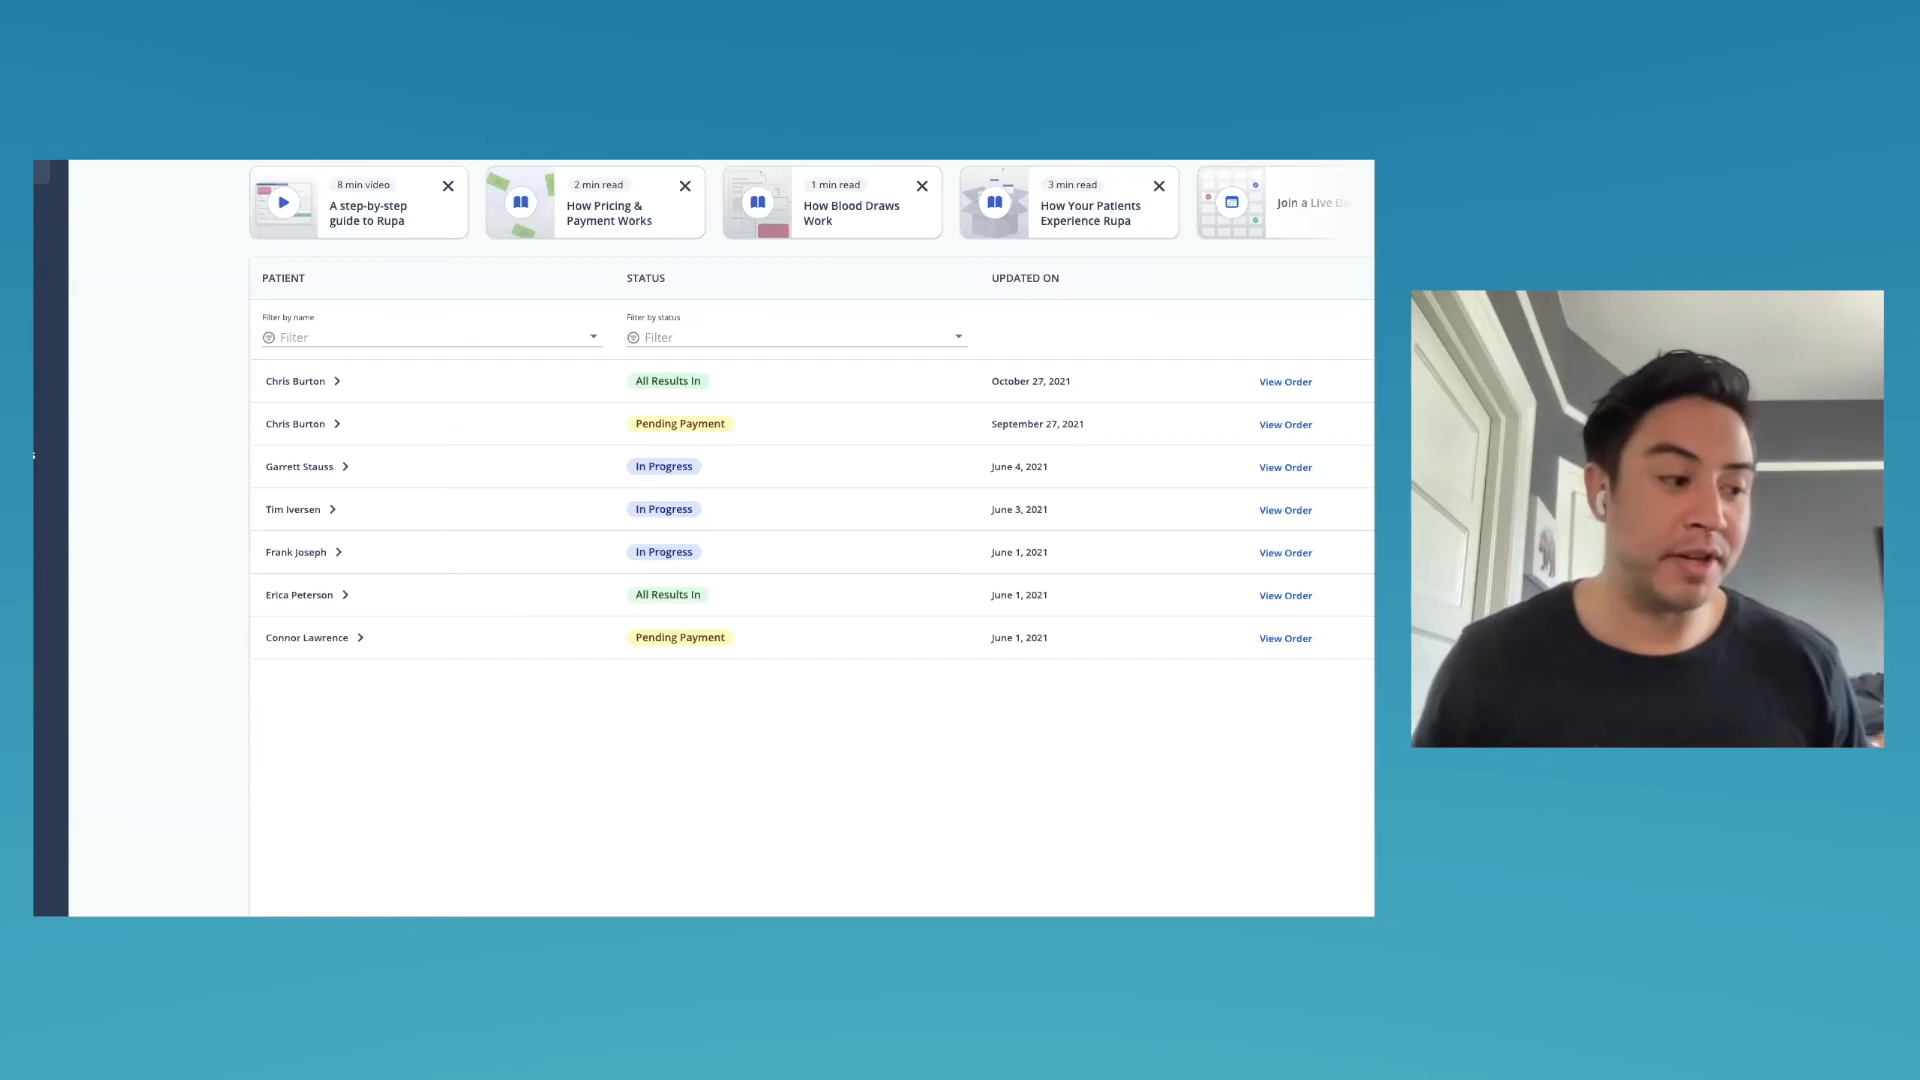 8 min video
A step-by-step
guide to Rupa
2 min read
How Pricing &
Payment Works
1 min read
How Blood Draws
Work
3 min read
How Your Patients
Experience Rupa
Join a Live
PATIENT STATUS UPDATED ON
Filter by name Filter by status
Filter Filter
Chris Burton All Results In October 27, 2021 View Order
Chris Burton Pending Payment September 27, 2021 View Order
Garrett Stauss In Progress June 4, 2021 View Order
Tim Iversen In Progress June 3, 2021 View Order
Frank Joseph In Progress June 1, 2021 View Order
Erica Peterson All Results In June 1, 2021 View Order
Connor Lawrence Pending Payment June 1, 2021 View Order